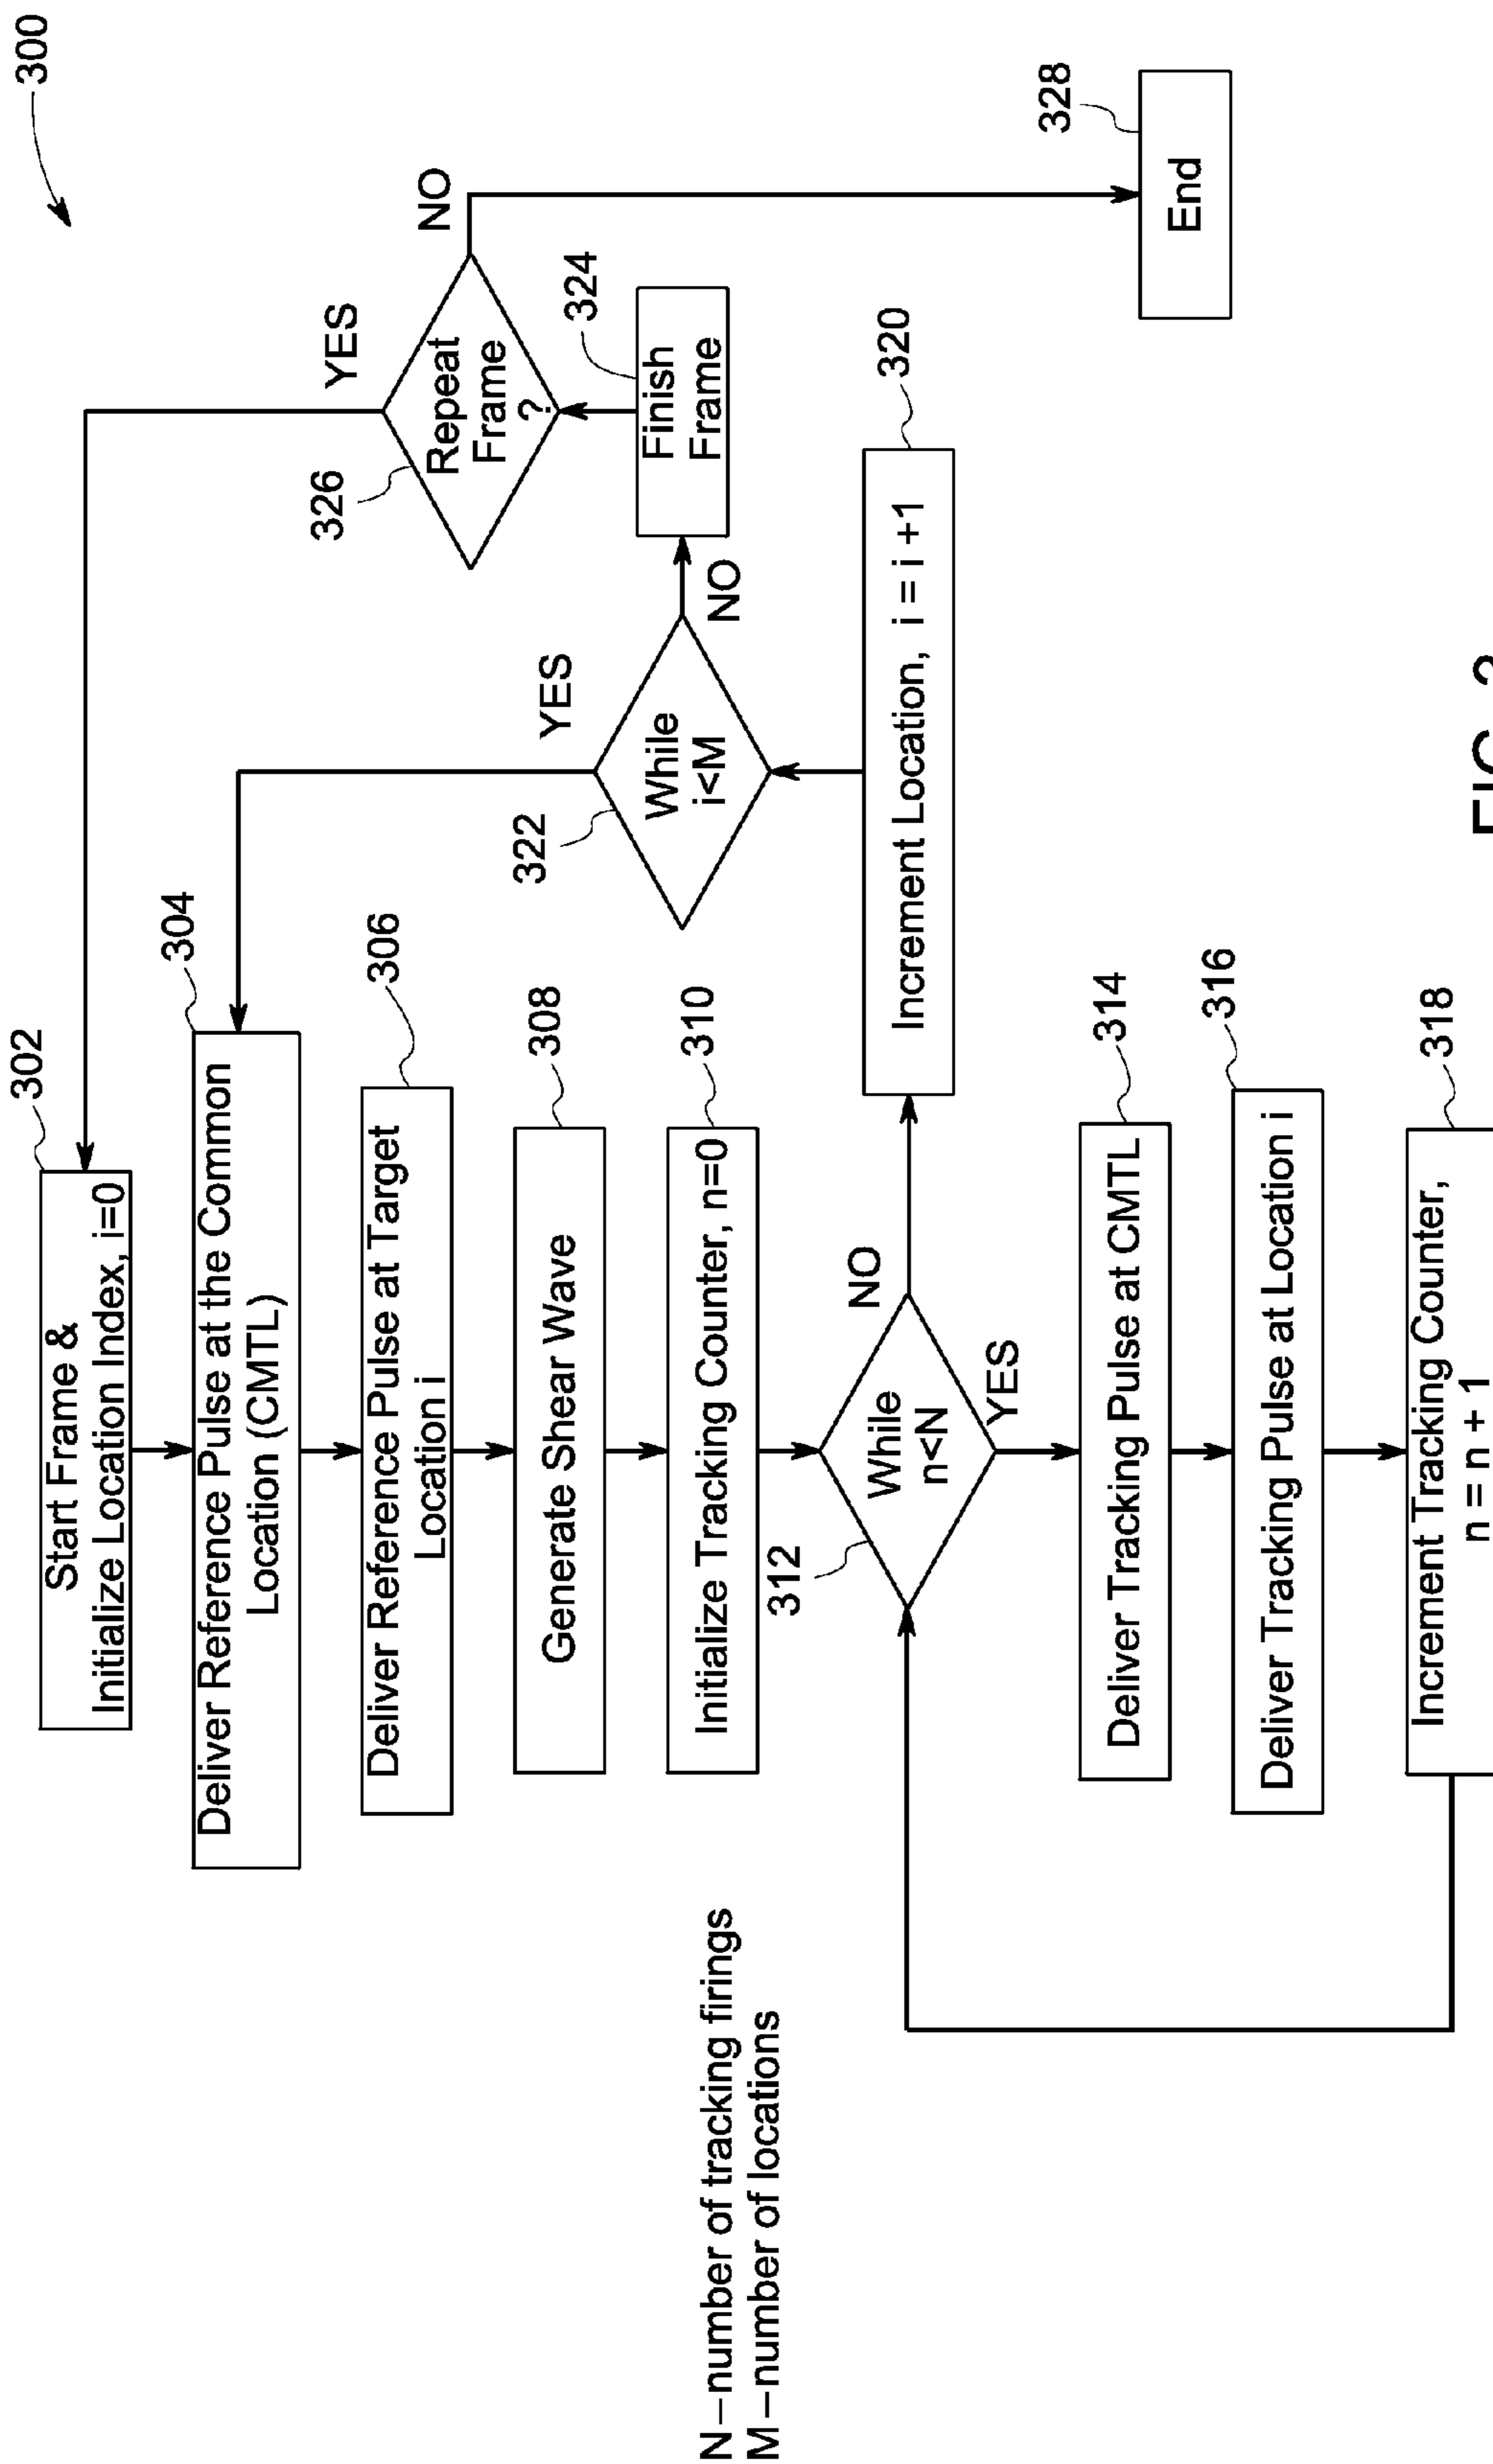 300
302
Start Frame &
Initialize Location Index, i=0
304
Deliver Reference Pulse at the Common
Location (CMTL)
306
Deliver Reference Pulse at Target
Location i
308
Generate Shear Wave
310
Initialize Tracking Counter, n=0
312
While
n<N
NO
YES
314
Deliver Tracking Pulse at CMTL
316
Deliver Tracking Pulse at Location i
318
Increment Tracking Counter,
n = n + 1
320
Increment Location, i = i +1
322
While
i<M
YES
NO
324
Finish
Frame
326
Repeat
Frame
?
YES
NO
328
End
N–number of tracking firings
M–number of locations
FIG.